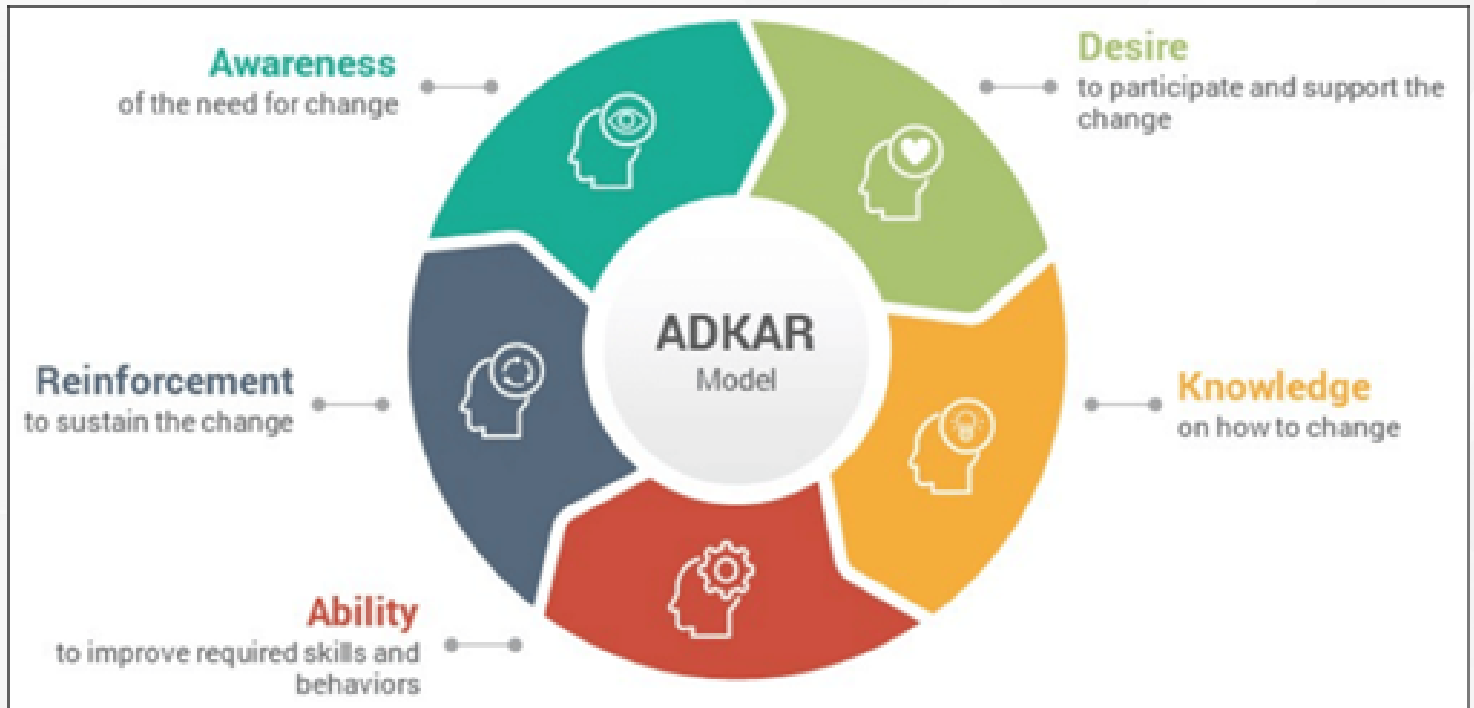 Awareness
of the need for change
Desire
to participate and support the
change
ADKAR
Model
Knowledge
on how to change
Ability
to improve required skills and
behaviors
Reinforcement
to sustain the change